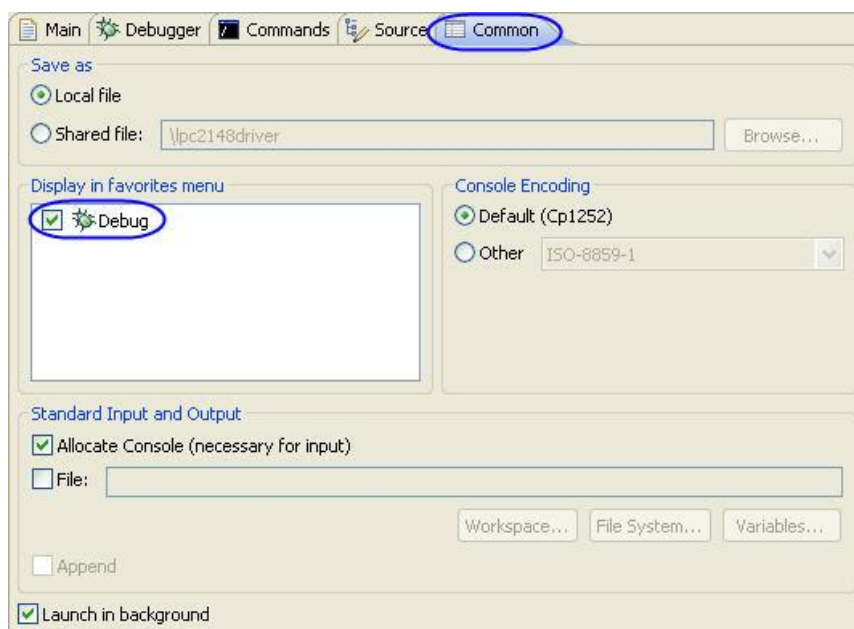 Main Debugger Commands Source Common
Save as
Local file
Shared file: \lpc2148driver Browse...
Display in favorites menu
Debug
Console Encoding
Default (Cp1252)
Other ISO-8859-1
Standard Input and Output
Allocate Console (necessary for input)
File:
Workspace... File System... Variables...
Append
Launch in background